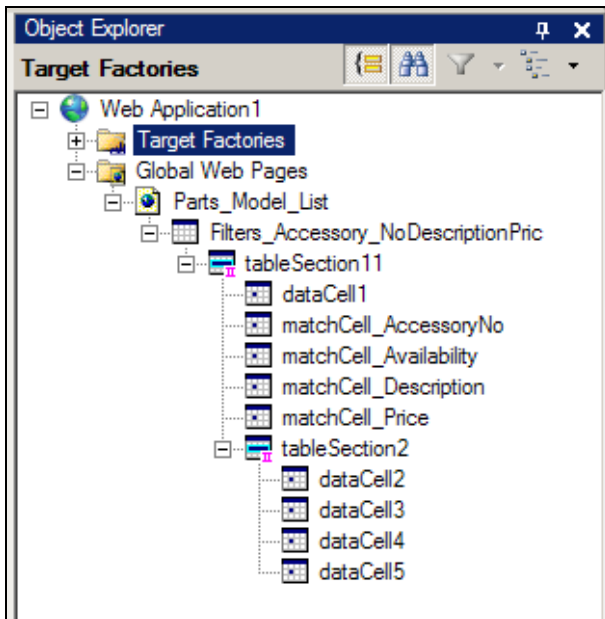 Object Explorer
Target Factories
Web Application1
Target Factories
Global Web Pages
Parts_Model_List
Filters_Accessory_NoDescriptionPric
tableSection11
dataCell1
matchCell_AccessoryNo
matchCell_Availability
matchCell_Description
matchCell_Price
tableSection2
dataCell2
dataCell3
dataCell4
dataCell5